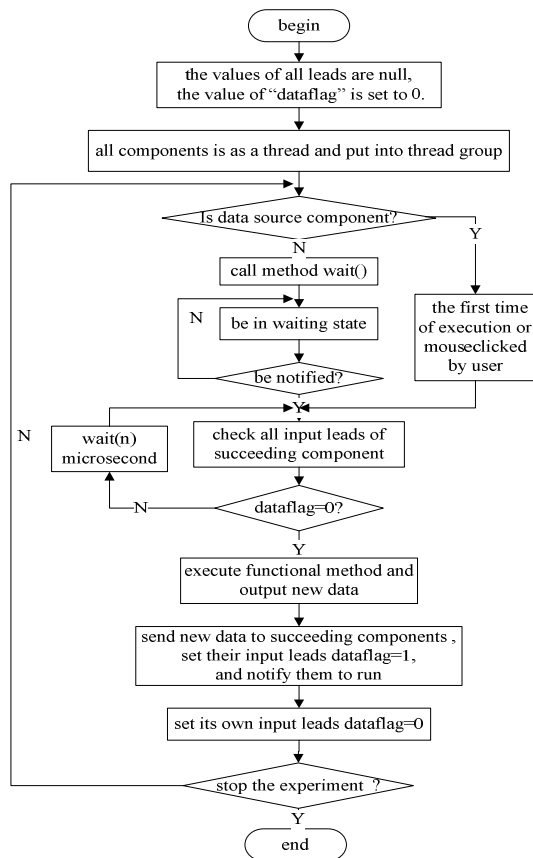 begin
the values of all leads are null,
the value of “dataflag” is set to 0.
all components is as a thread and put into thread group
Is data source component?
N
Y
call method wait()
N
be in waiting state
the first time
of execution or
mouseclicked
by user
be notified?
Y
N
wait(n)
microsecond
check all input leads of
succeeding component
N
dataflag=0?
Y
execute functional method and
output new data
send new data to succeeding components ,
set their input leads dataflag=1,
and notify them to run
set its own input leads dataflag=0
stop the experiment ?
Y
end